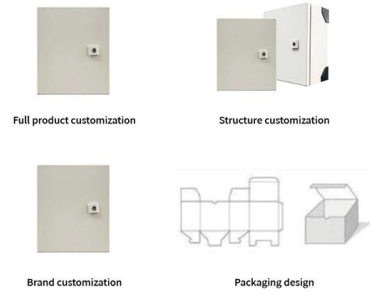 Full product customization
Structure customization
Brand customization
Packaging design